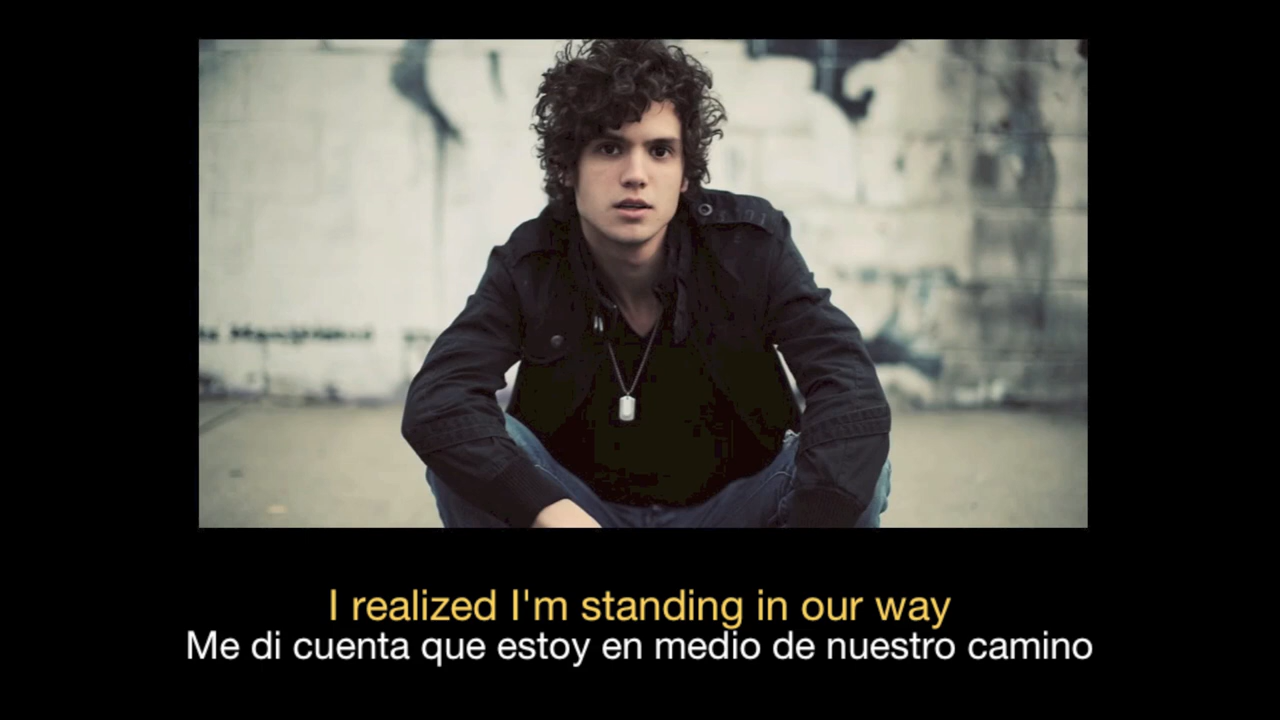 I realized I'm standing in our way
Me di cuenta que estoy en medio de nuestro camino